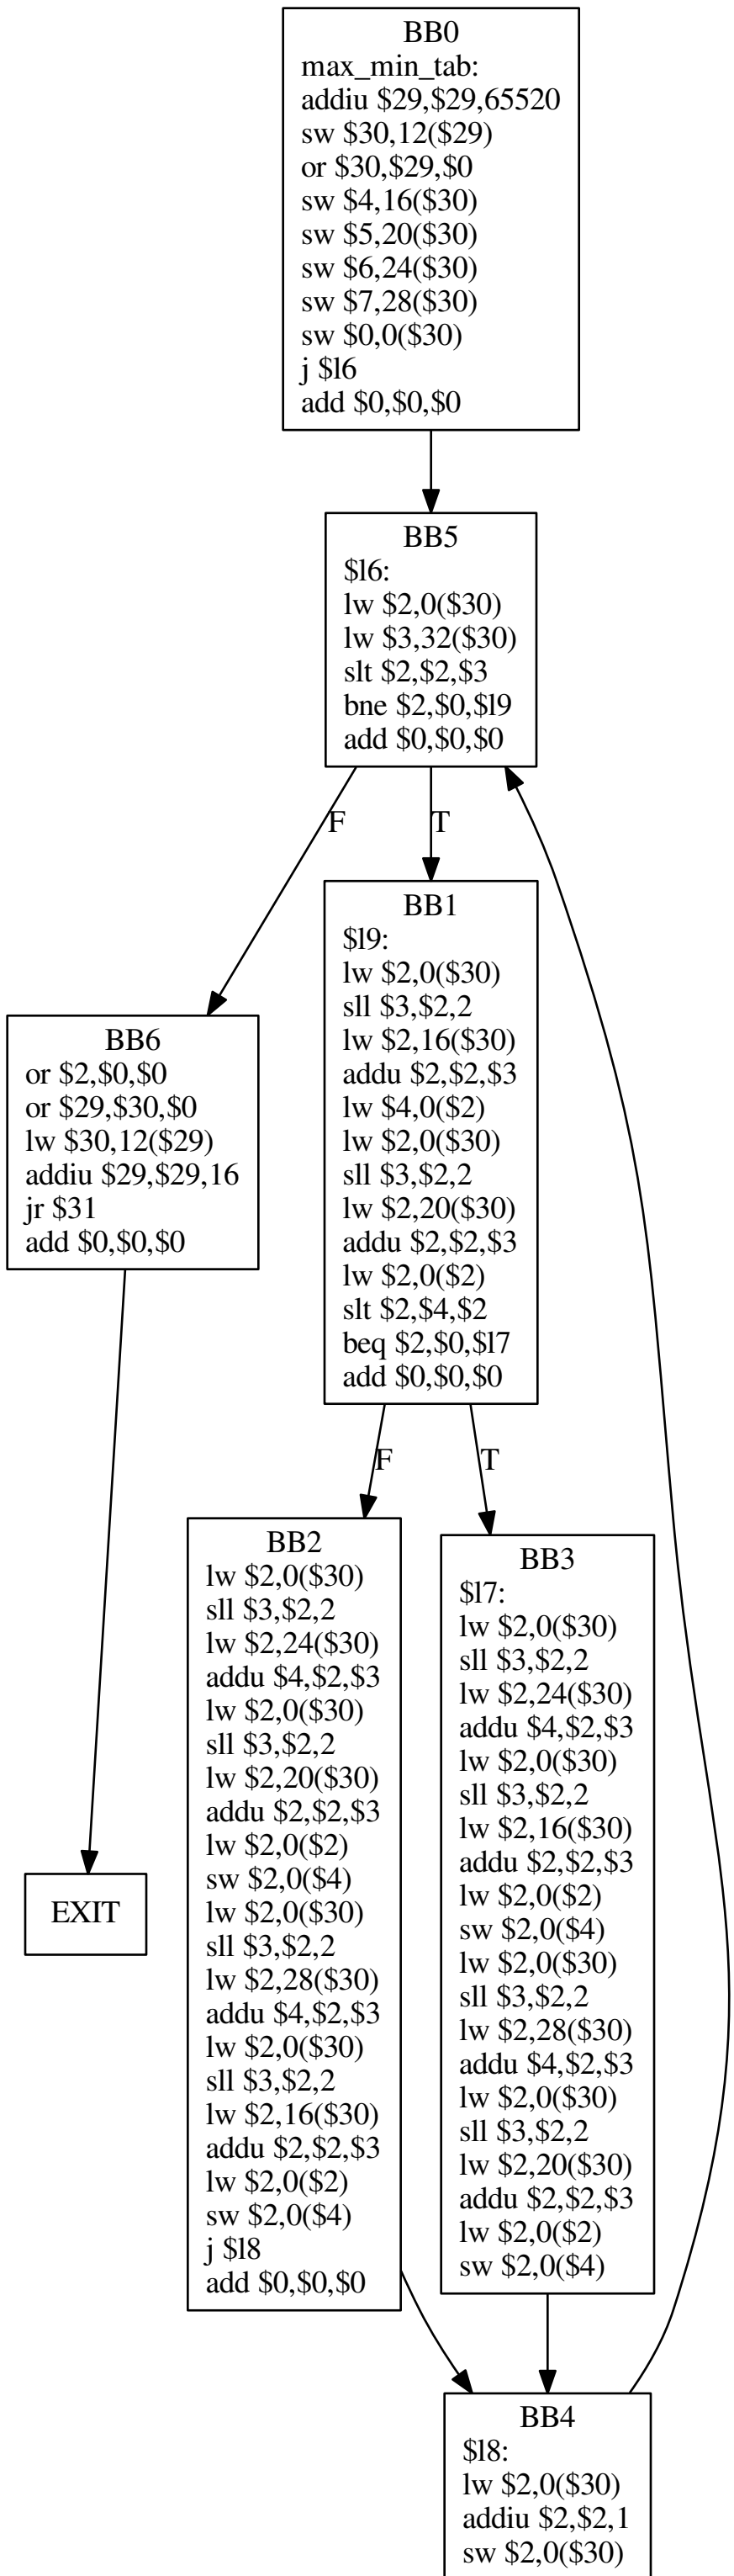 BB0
max_min_tab:
addiu $29,$29,65520
sw $30,12($29)
or $30,$29,$0
sw $4,16($30)
sw $5,20($30)
sw $6,24($30)
sw $7,28($30)
sw $0,0($30)
j $l6
add $0,$0,$0
BB5
$l6:
lw $2,0($30)
lw $3,32($30)
slt $2,$2,$3
bne $2,$0,$l9
add $0,$0,$0
F
T
BB1
$l9:
lw $2,0($30)
sll $3,$2,2
lw $2,16($30)
addu $2,$2,$3
lw $4,0($2)
lw $2,0($30)
sll $3,$2,2
lw $2,20($30)
addu $2,$2,$3
lw $2,0($2)
slt $2,$4,$2
beq $2,$0,$l7
add $0,$0,$0
BB6
or $2,$0,$0
or $29,$30,$0
lw $30,12($29)
addiu $29,$29,16
jr $31
add $0,$0,$0
F
T
BB2
lw $2,0($30)
sll $3,$2,2
lw $2,24($30)
addu $4,$2,$3
lw $2,0($30)
sll $3,$2,2
lw $2,20($30)
addu $2,$2,$3
lw $2,0($2)
sw $2,0($4)
lw $2,0($30)
sll $3,$2,2
lw $2,28($30)
addu $4,$2,$3
lw $2,0($30)
sll $3,$2,2
lw $2,16($30)
addu $2,$2,$3
lw $2,0($2)
sw $2,0($4)
j $l8
add $0,$0,$0
BB3
$l7:
lw $2,0($30)
sll $3,$2,2
lw $2,24($30)
addu $4,$2,$3
lw $2,0($30)
sll $3,$2,2
lw $2,16($30)
addu $2,$2,$3
lw $2,0($2)
sw $2,0($4)
lw $2,0($30)
sll $3,$2,2
lw $2,28($30)
addu $4,$2,$3
lw $2,0($30)
sll $3,$2,2
lw $2,20($30)
addu $2,$2,$3
lw $2,0($2)
sw $2,0($4)
EXIT
BB4
$l8:
lw $2,0($30)
addiu $2,$2,1
sw $2,0($30)